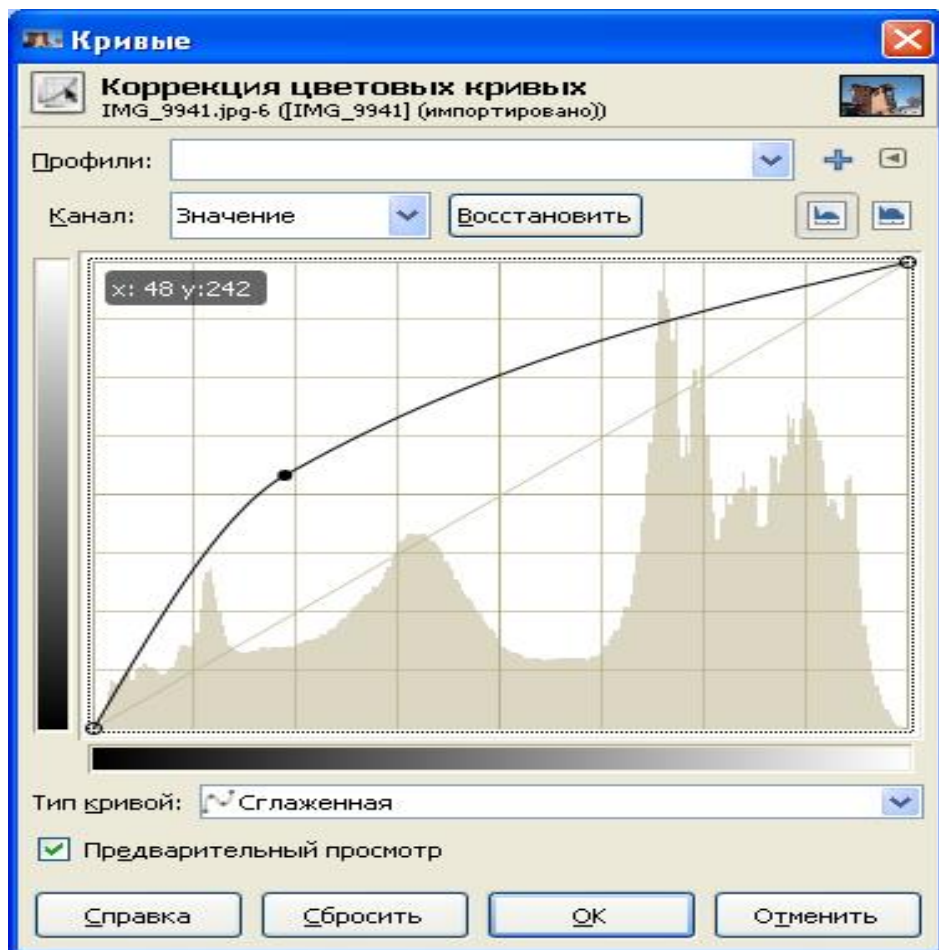 Кривые
Коррекция цветовых кривых
IMG_9941.jpg-6 ([IMG_9941] (импортировано))
Профили:
Канал: Значение Восстановить
x: 48 y:242
Тип кривой: Сглаженная
Предварительный просмотр
Справка Сбросить OK Отменить